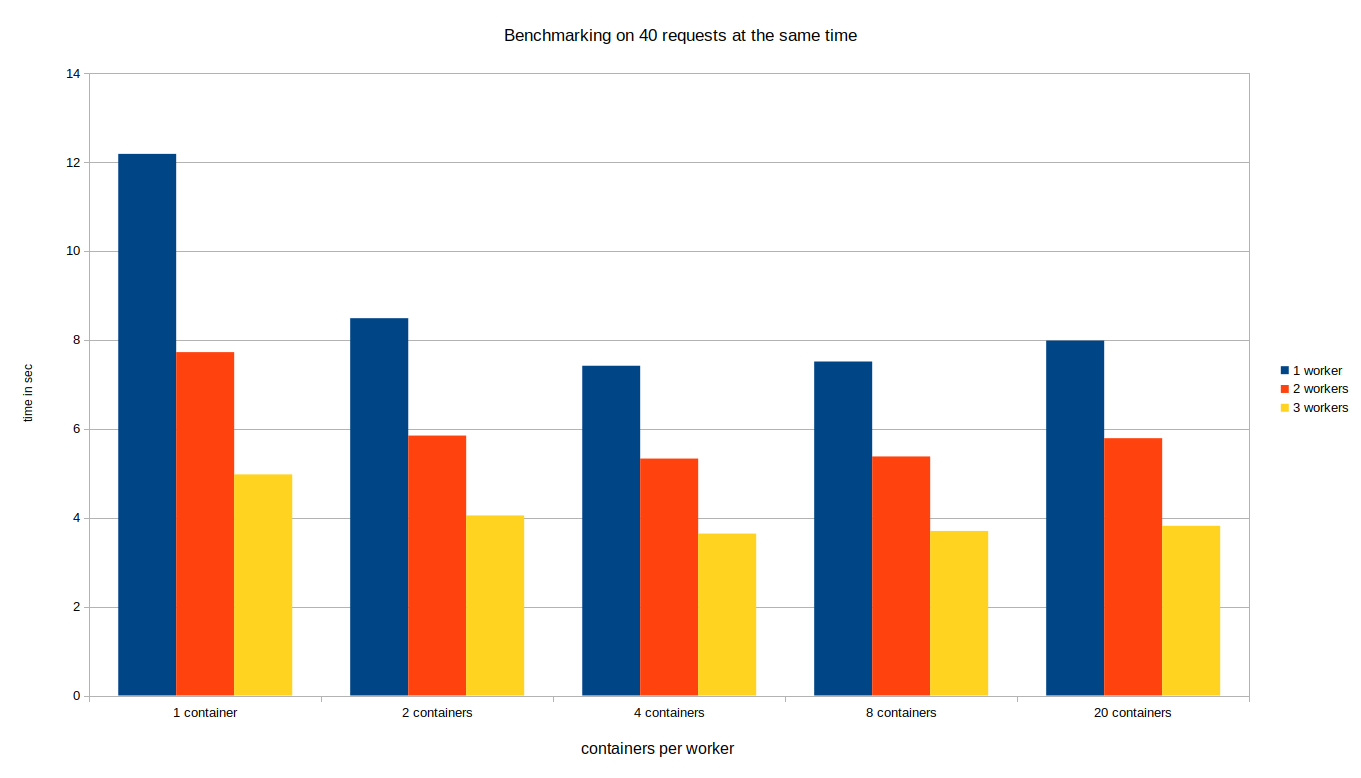 Benchmarking on 40 requests at the same time
14
12
10
8
6
4
2
0
time in sec
1 container
2 containers
4 containers
8 containers
20 containers
containers per worker
1 worker
2 workers
3 workers